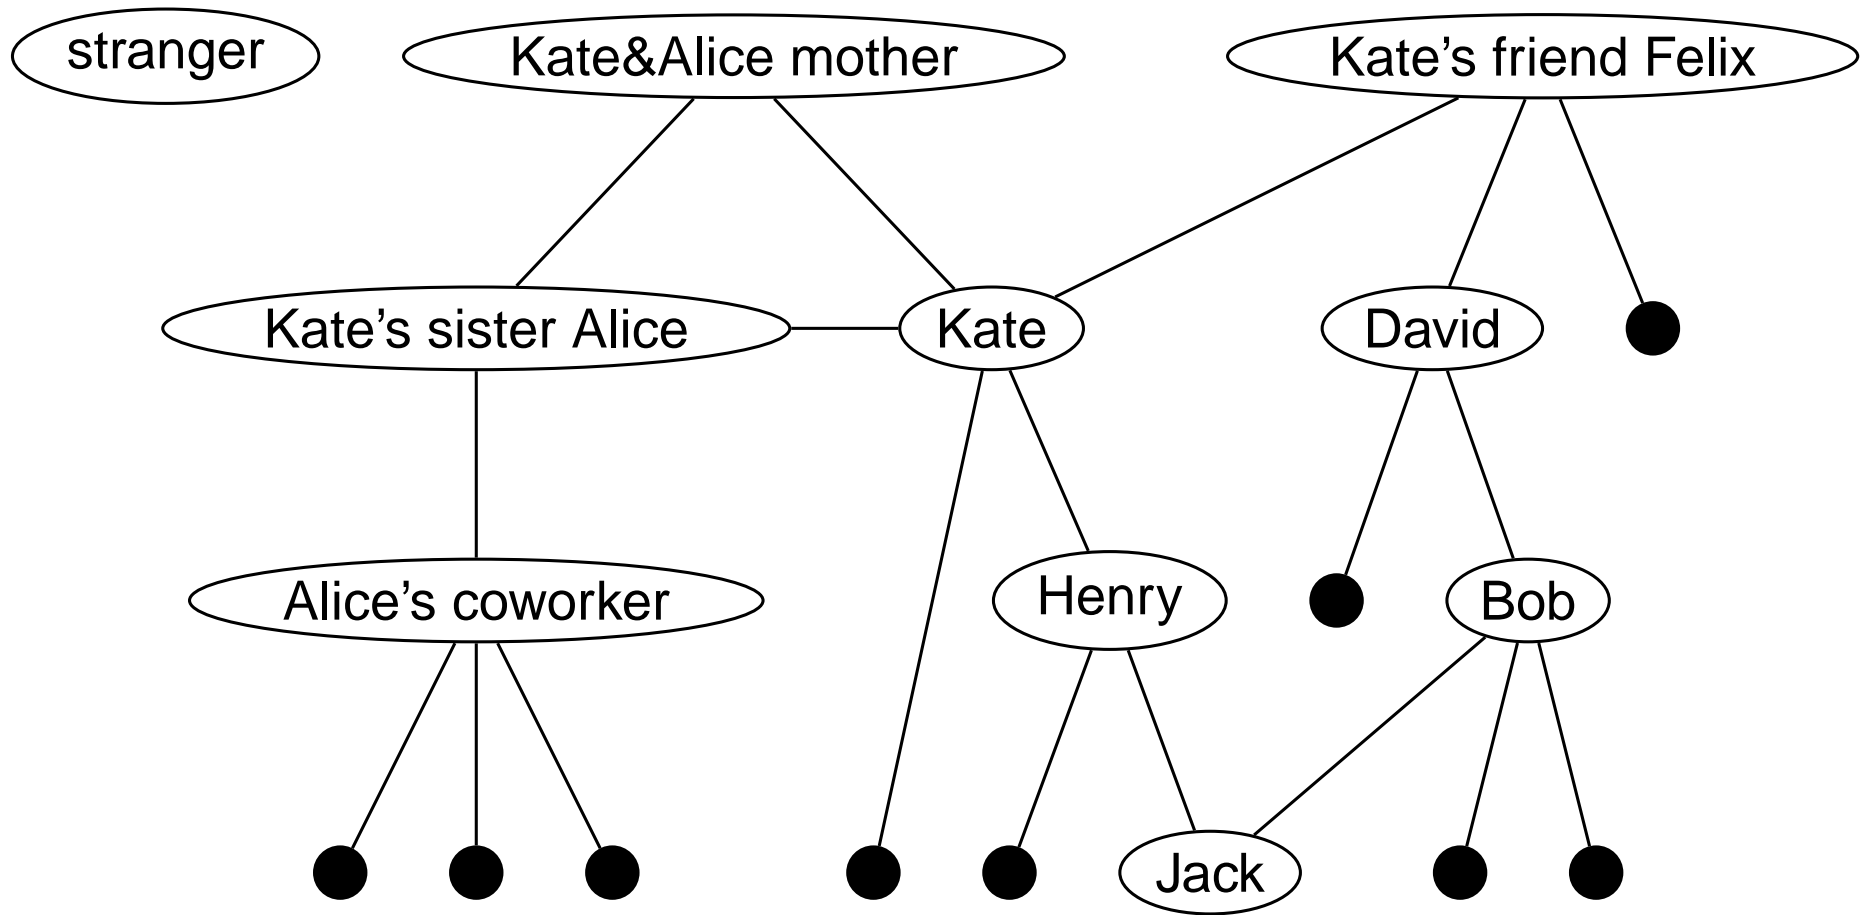 stranger
Kate&Alice mother
Kate's friend Felix
Kate's sister Alice
Kate
David
Alice's coworker
Henry
Bob
Jack